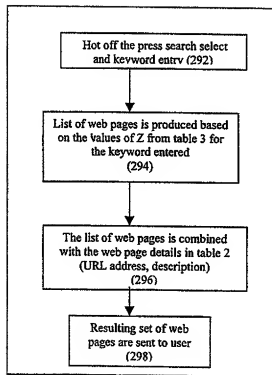 Hot off the press search select
and keyword entry (292)
List of web pages is produced based
on the values of Z from table 3 for
the keyword entered
(294)
The list of web pages is combined
with the web page details in table 2
(URL address, description)
(296)
Resulting set of web
pages are sent to user
(298)